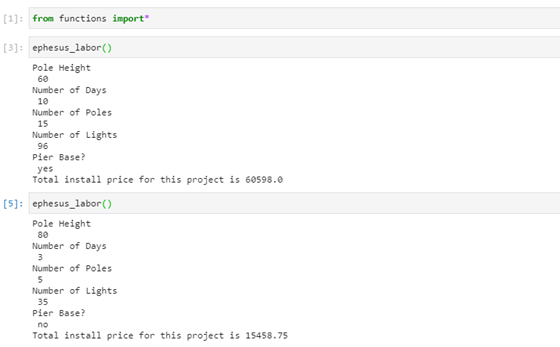 [1]: from functions import*
[3]: ephesus_labor()
Pole Height
60
Number of Days
10
Number of Poles
15
Number of Lights
96
Pier Base?
yes
Total install price for this project is 60598.0
[5]: ephesus_labor()
Pole Height
80
Number of Days
3
Number of Poles
5
Number of Lights
35
Pier Base?
no
Total install price for this project is 15458.75